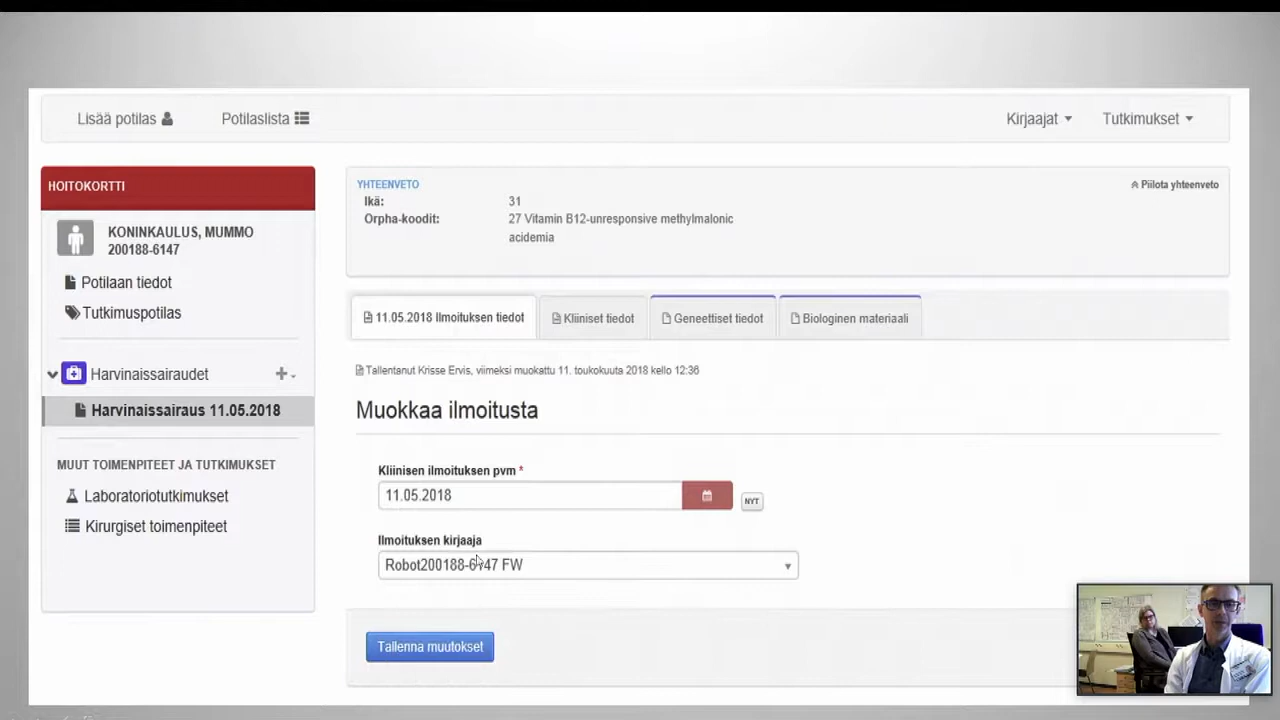 Lisää potilas
Potilaslista
Kirjaajat
Tutkimukset
HOITOKORTTI
KONINKAULUS, MUMMO
200188-6147
Potilaan tiedot
Tutkimuspotilas
Harvinaissairaudet
Harvinaissairaus 11.05.2018
MUUT TOIMENPITEET JA TUTKIMUKSET
Laboratoriotutkimukset
Kirurgiset toimenpiteet
YHTEENVETO
Piilota yhteenveto
Ikä: 31
Orpha-koodit: 27 Vitamin B12-unresponsive methylmalonic
acidemia
11.05.2018 Ilmoituksen tiedot
Kliiniset tiedot
Geneettiset tiedot
Biologinen materiaali
Tallentanut Krisse Ervis, viimeksi muokattu 11. toukokuuta 2018 kello 12:36
Muokkaa ilmoitusta
Kliinisen ilmoituksen pvm *
11.05.2018
NYT
Ilmoituksen kirjaaja
Robot200188-6147 FW
Tallenna muutokset